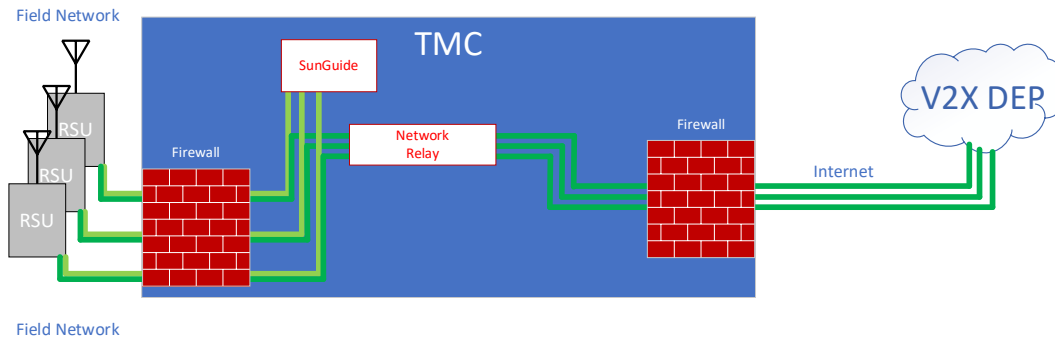 Field Network
TMC
SunGuide
V2X DEP
RSU
Firewall
Network
Relay
Firewall
RSU
Internet
RSU
Field Network